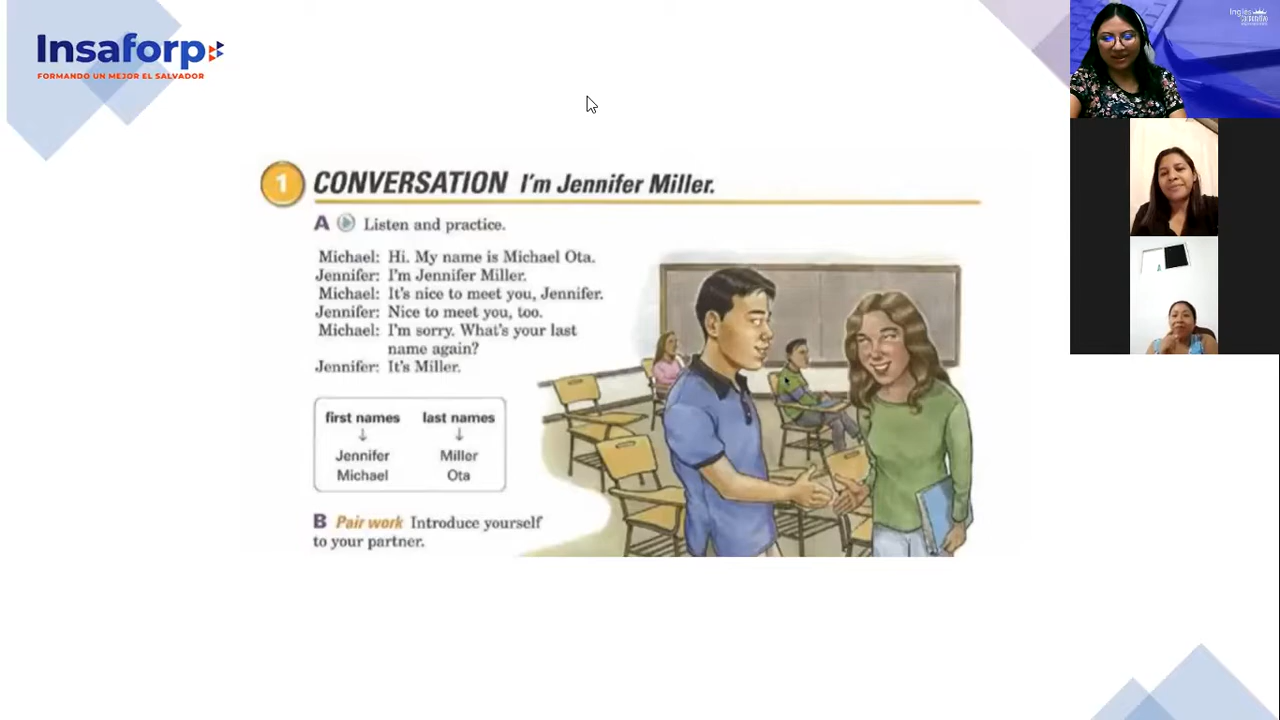 Insaforp
FORMANDO UN MEJOR EL SALVADOR
Inglés
1 CONVERSATION I'm Jennifer Miller.
A Listen and practice.
Michael: Hi. My name is Michael Ota.
Jennifer: I'm Jennifer Miller.
Michael: It's nice to meet you, Jennifer.
Jennifer: Nice to meet you, too.
Michael: I'm sorry. What's your last
name again?
Jennifer: It's Miller.
first names last names
↓ ↓
Jennifer Miller
Michael Ota
B Pair work Introduce yourself
to your partner.